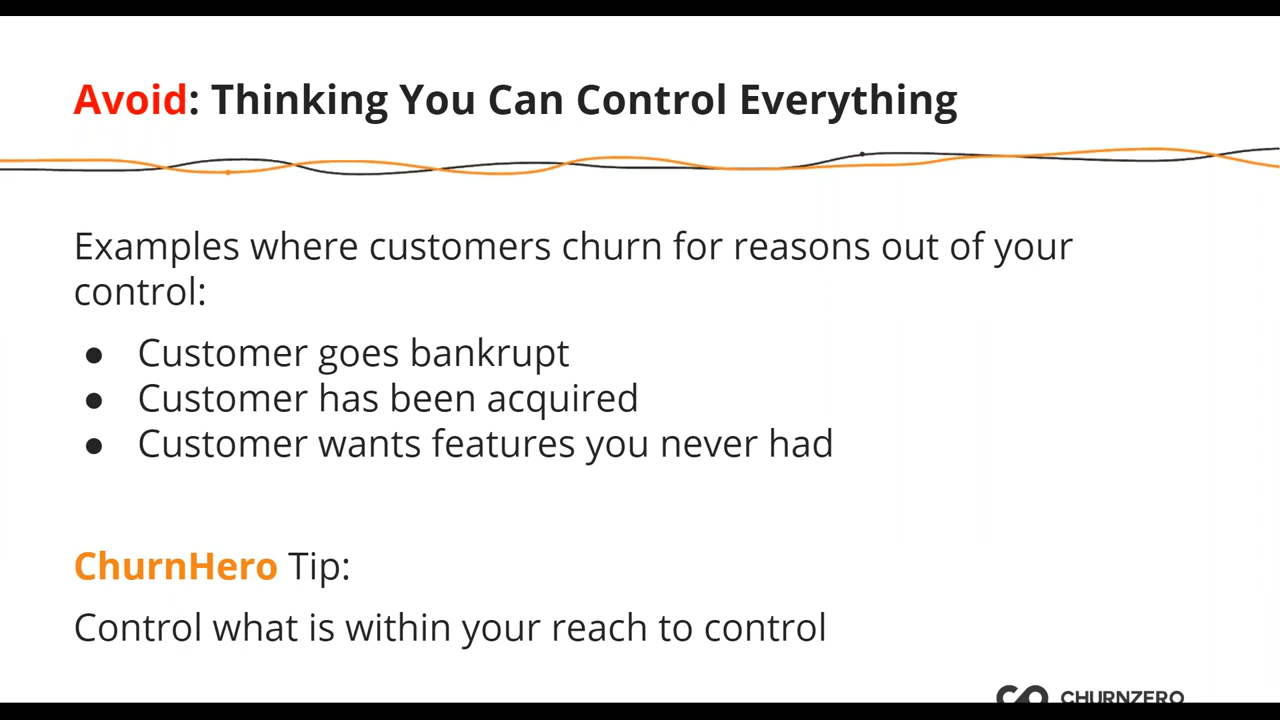 Avoid: Thinking You Can Control Everything
Examples where customers churn for reasons out of your
control:
● Customer goes bankrupt
● Customer has been acquired
● Customer wants features you never had
ChurnHero Tip:
Control what is within your reach to control
CHURNZERO